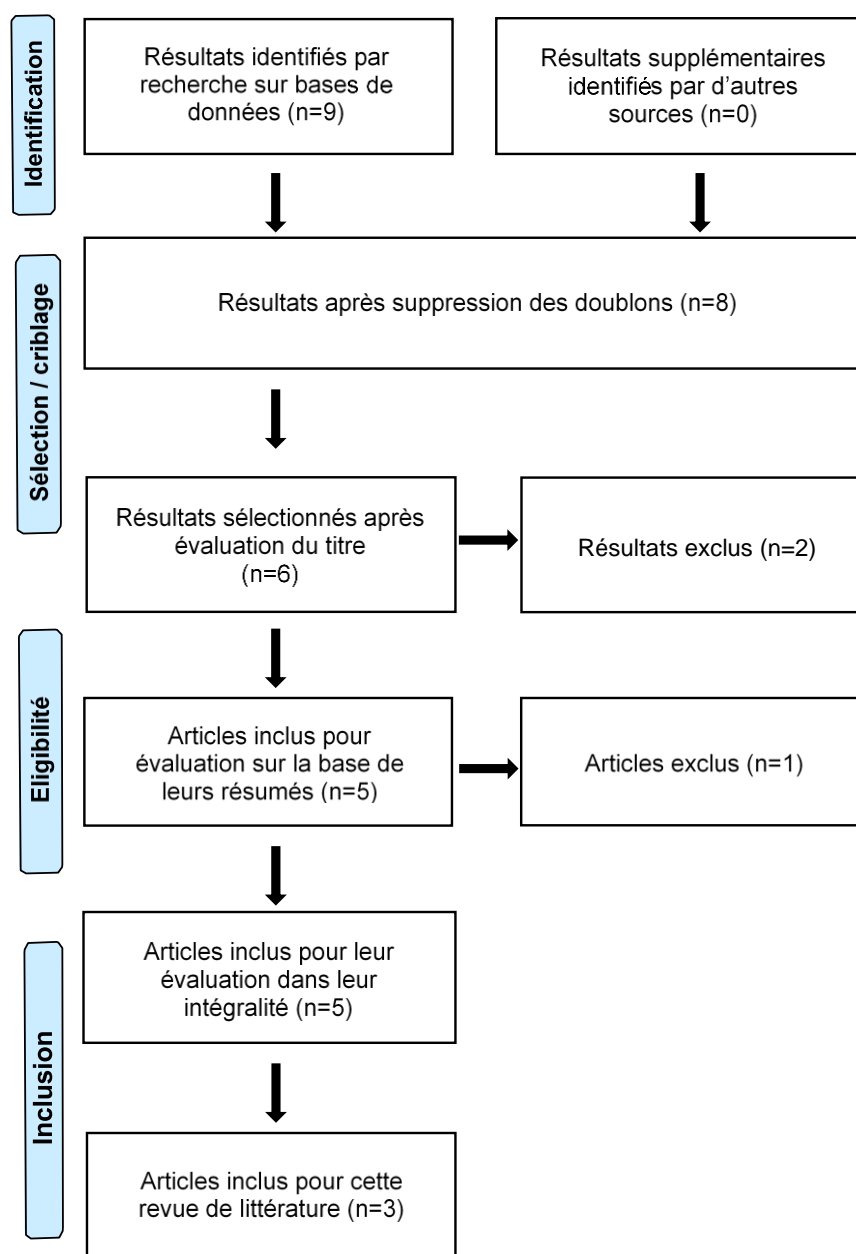 Identification
Résultats identifiés par
recherche sur bases de
données (n=9)
Résultats supplémentaires
identifiés par d'autres
sources (n=0)
Sélection / criblage
Résultats après suppression des doublons (n=8)
Résultats sélectionnés après
évaluation du titre
(n=6)
Résultats exclus (n=2)
Eligibilité
Articles inclus pour
évaluation sur la base de
leurs résumés (n=5)
Articles exclus (n=1)
Inclusion
Articles inclus pour leur
évaluation dans leur
intégralité (n=5)
Articles inclus pour cette
revue de littérature (n=3)